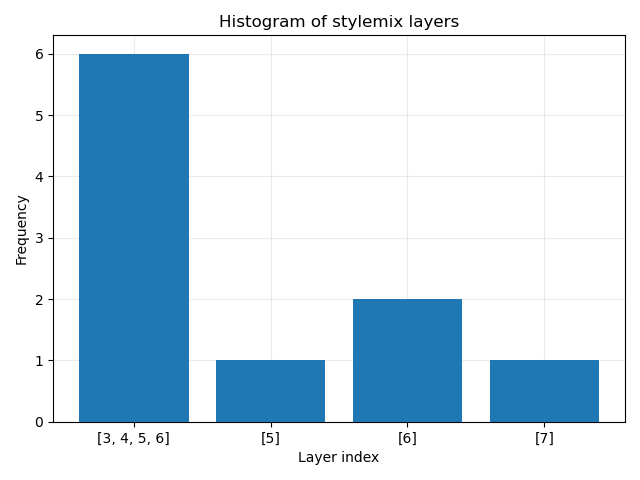 Histogram of stylemix layers
6
5
4
3
2
1
0
Frequency
[3, 4, 5, 6] [5] [6] [7]
Layer index